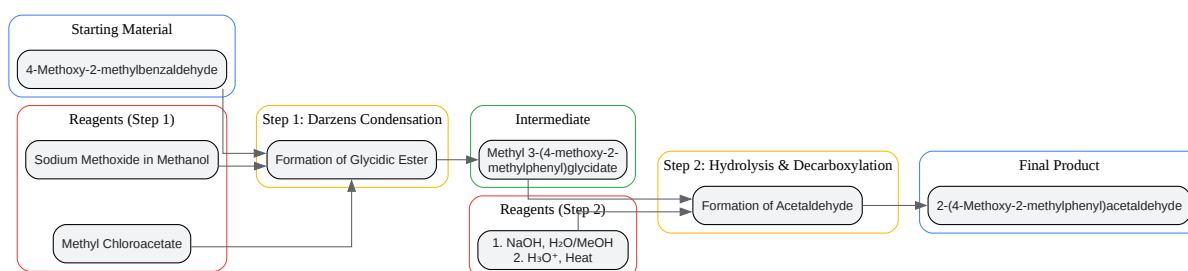 Starting Material
4-Methoxy-2-methylbenzaldehyde
Reagents (Step 1)
Sodium Methoxide in Methanol
Methyl Chloroacetate
Step 1: Darzens Condensation
Formation of Glycidic Ester
Intermediate
Methyl 3-(4-methoxy-2-
methylphenyl)glycidate
Reagents (Step 2)
1. NaOH, H₂O/MeOH
2. H₃O⁺, Heat
Step 2: Hydrolysis & Decarboxylation
Formation of Acetaldehyde
Final Product
2-(4-Methoxy-2-methylphenyl)acetaldehyde